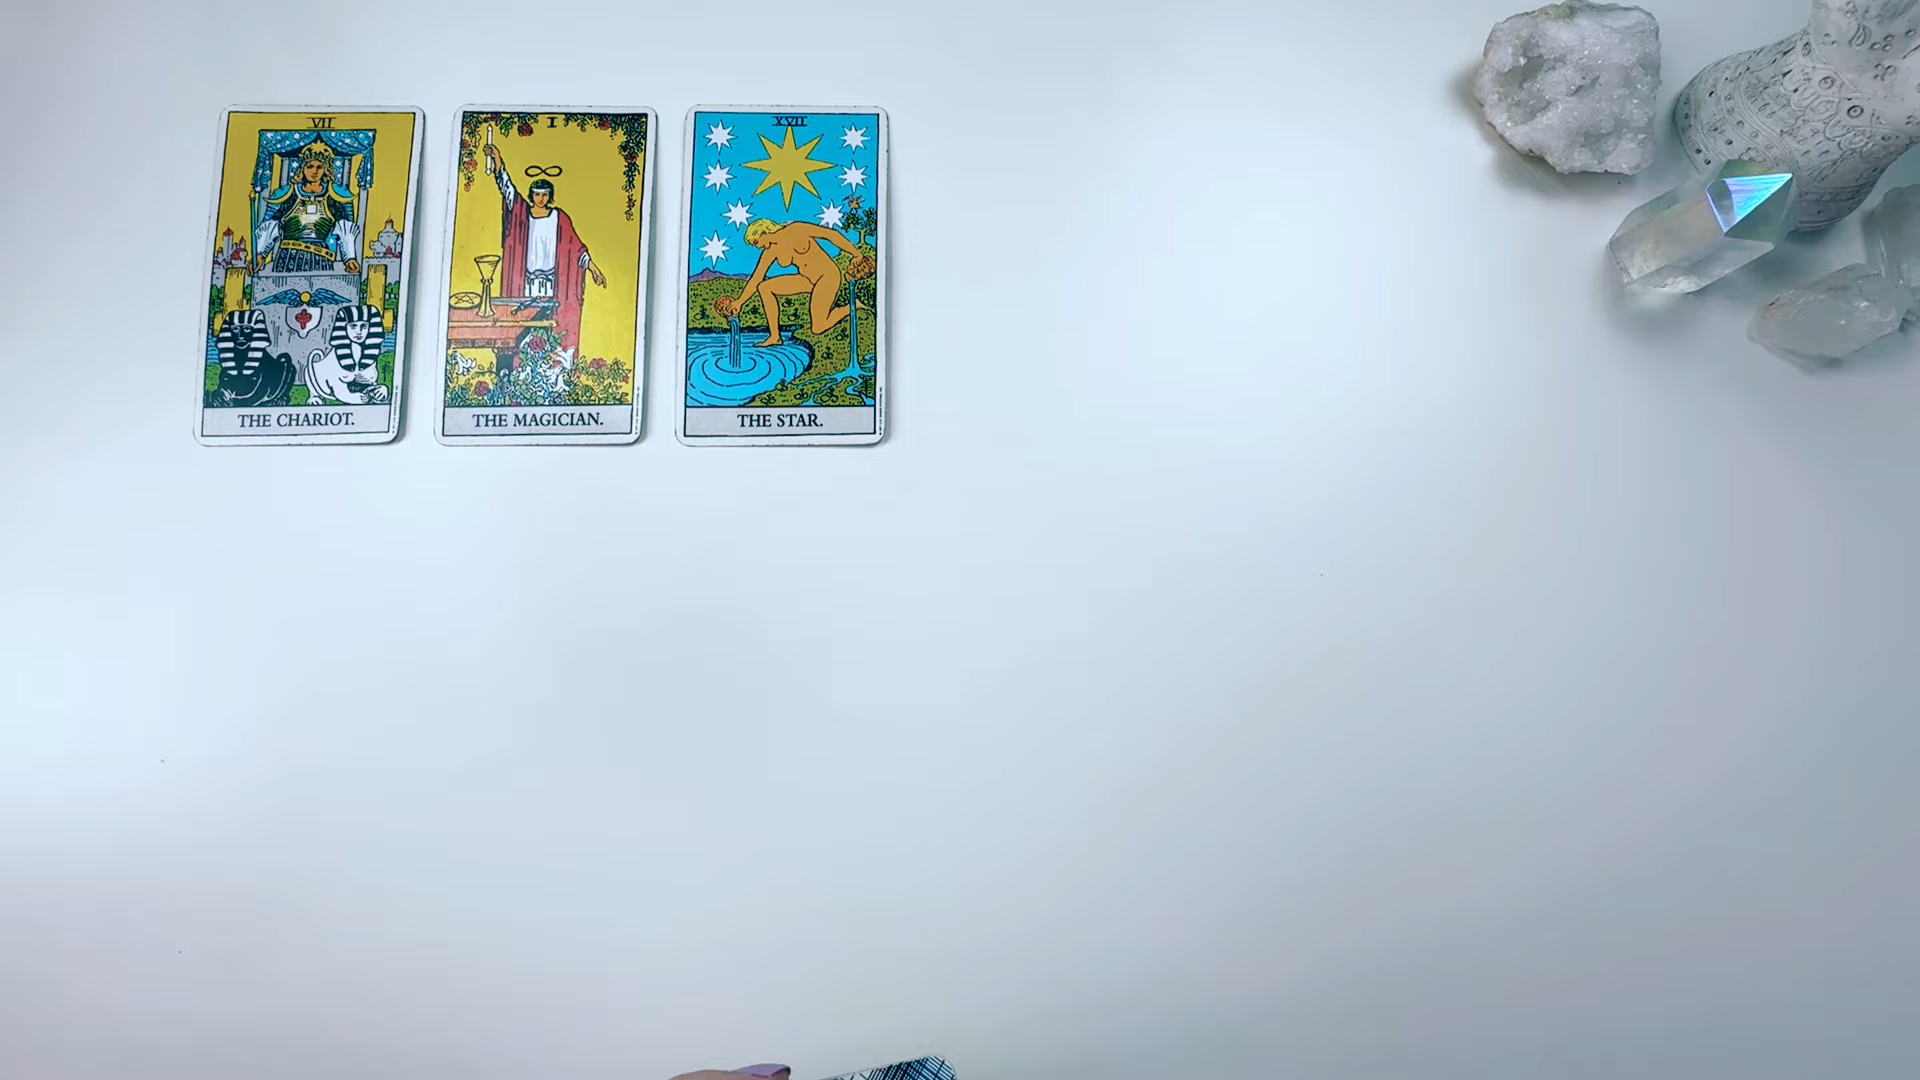 VII
THE CHARIOT.
I
THE MAGICIAN.
XVII
THE STAR.